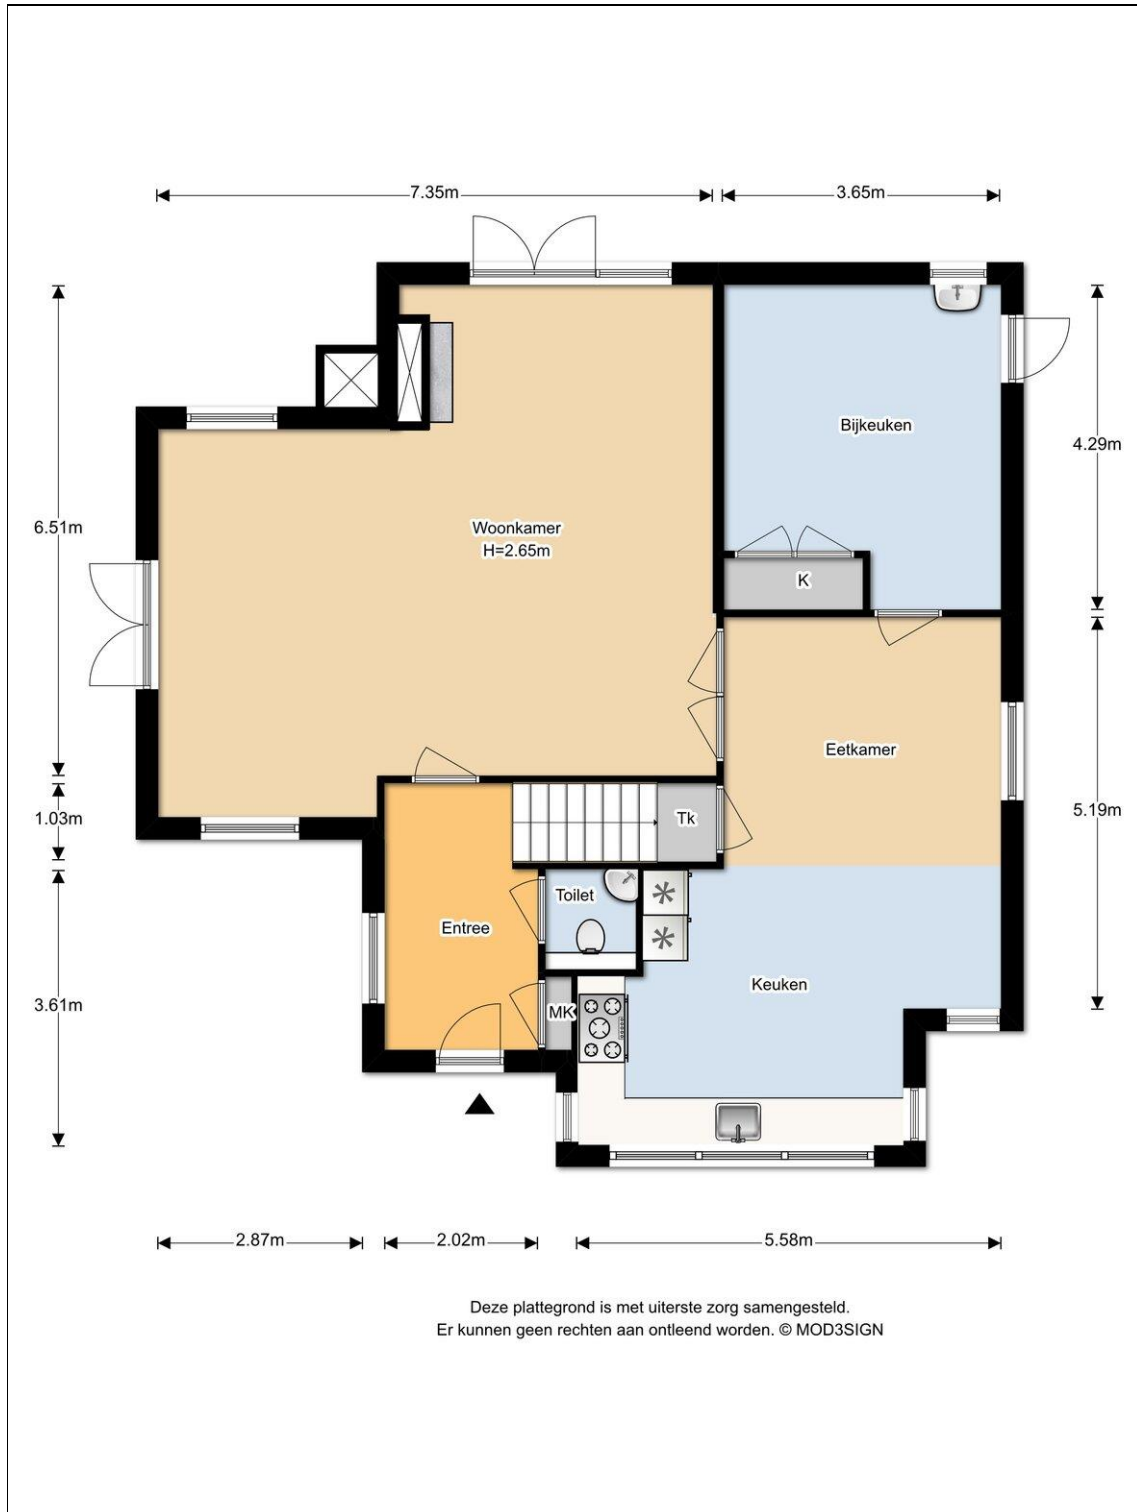 7.35m
3.65m
Bijkeuken
4.29m
6.51m
Woonkamer
H=2.65m
K
Eetkamer
1.03m
Tk
5.19m
Toilet
Entree
Keuken
3.61m
MK
2.87m
2.02m
5.58m
Deze plattegrond is met uiterste zorg samengesteld.
Er kunnen geen rechten aan ontleend worden. © MOD3SIGN